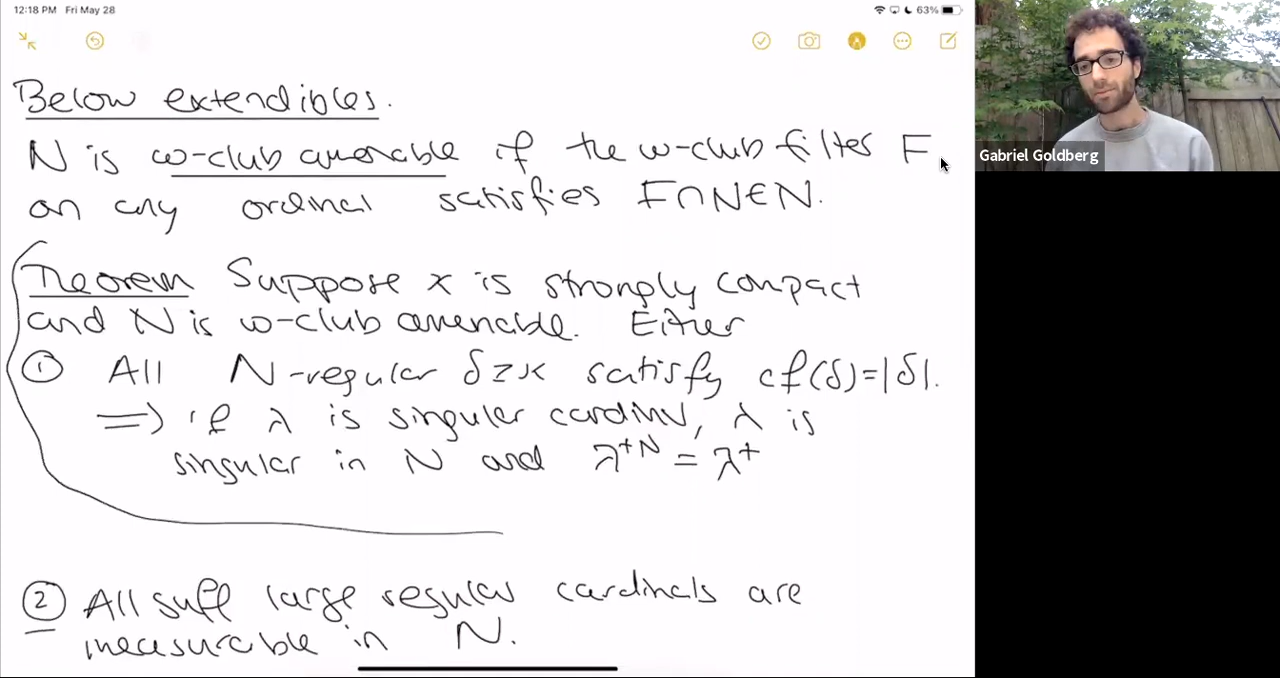 12:18 PM Fri May 28
63%
Below extendibles.
N is ω-club amenable if the ω-club filter F
on any ordinal satisfies F∩N∈N.
Theorem Suppose κ is strongly compact
and N is ω-club amenable. Either
① All N-regular δ≥κ satisfy cf(δ)=|δ|.
⇒ if λ is singular cardinal, λ is
singular in N and λ⁺ᴺ = λ⁺
② All suff large regular cardinals are
measurable in N.
Gabriel Goldberg